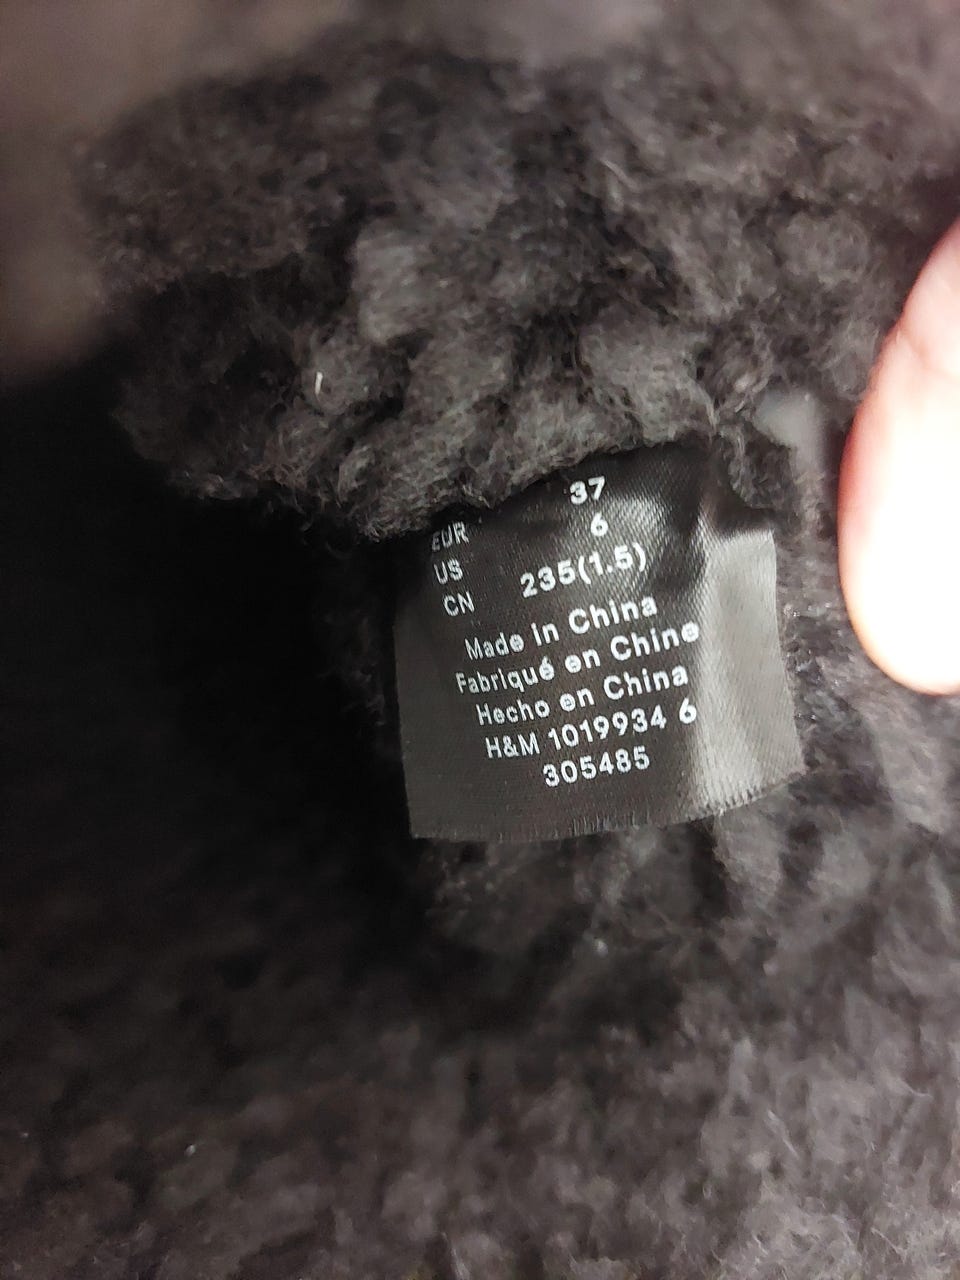 EUR 37
US 6
CN 235(1.5)
Made in China
Fabriqué en Chine
Hecho en China
H&M 1019934 6
305485